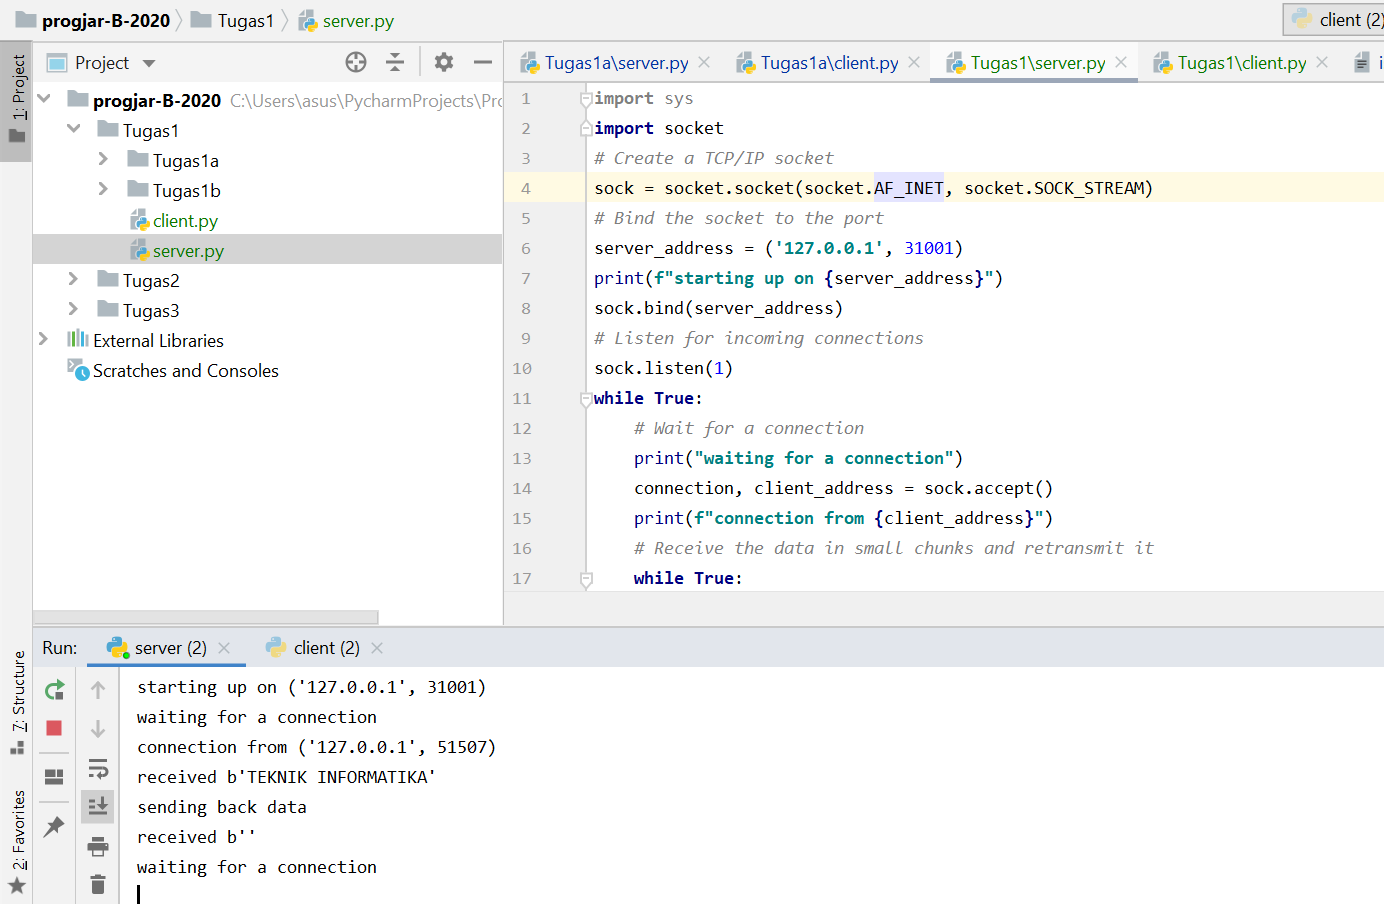 progjar-B-2020 Tugas1 server.py
client (2)
1: Project
Project
progjar-B-2020 C:\Users\asus\PycharmProjects\Pro
Tugas1
Tugas1a
Tugas1b
client.py
server.py
Tugas2
Tugas3
External Libraries
Scratches and Consoles
Tugas1a\server.py Tugas1a\client.py Tugas1\server.py Tugas1\client.py i
1 import sys
2 import socket
3 # Create a TCP/IP socket
4 sock = socket.socket(socket.AF_INET, socket.SOCK_STREAM)
5 # Bind the socket to the port
6 server_address = ('127.0.0.1', 31001)
7 print(f"starting up on {server_address}")
8 sock.bind(server_address)
9 # Listen for incoming connections
10 sock.listen(1)
11 while True:
12 # Wait for a connection
13 print("waiting for a connection")
14 connection, client_address = sock.accept()
15 print(f"connection from {client_address}")
16 # Receive the data in small chunks and retransmit it
17 while True:
7: Structure
2: Favorites
Run: server (2) client (2)
starting up on ('127.0.0.1', 31001)
waiting for a connection
connection from ('127.0.0.1', 51507)
received b'TEKNIK INFORMATIKA'
sending back data
received b''
waiting for a connection